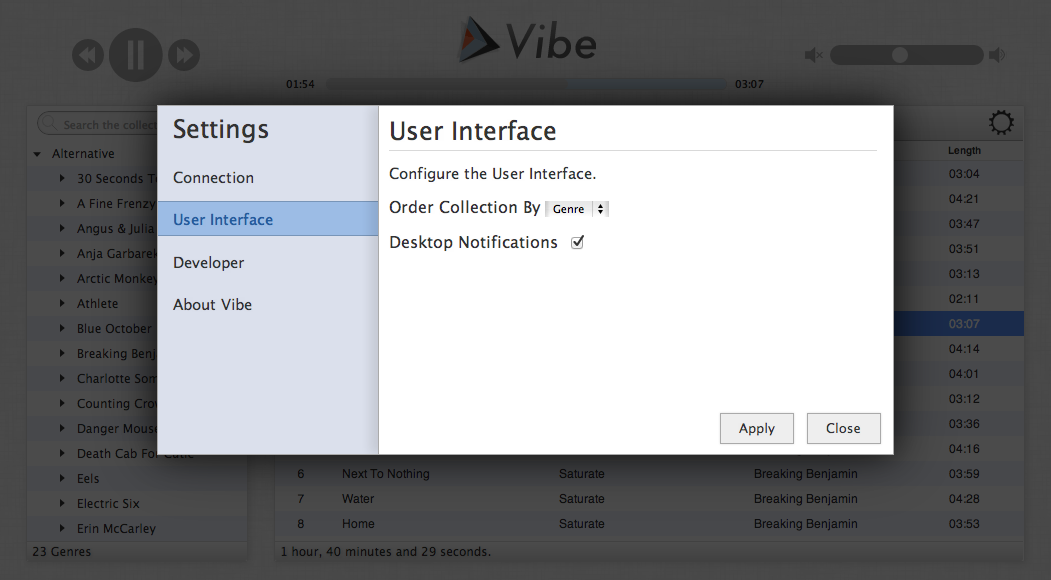 Vibe
01:54
03:07
Search the collec
Alternative
30 Seconds T
A Fine Frenzy
Angus & Julia
Anja Garbarek
Arctic Monkey
Athlete
Blue October
Breaking Benj
Charlotte Som
Counting Cro
Danger Mouse
Death Cab For Cutie
Eels
Electric Six
Erin McCarley
23 Genres
Settings
Connection
User Interface
Developer
About Vibe
User Interface
Configure the User Interface.
Order Collection By Genre
Desktop Notifications
Apply
Close
Length
03:04
04:21
03:47
03:51
03:13
02:11
03:07
04:14
04:01
03:12
03:36
04:16
6 Next To Nothing Saturate Breaking Benjamin 03:59
7 Water Saturate Breaking Benjamin 04:28
8 Home Saturate Breaking Benjamin 03:53
1 hour, 40 minutes and 29 seconds.